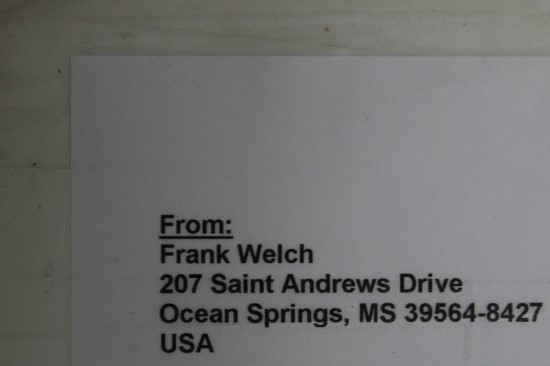 From:
Frank Welch
207 Saint Andrews Drive
Ocean Springs, MS 39564-8427
USA